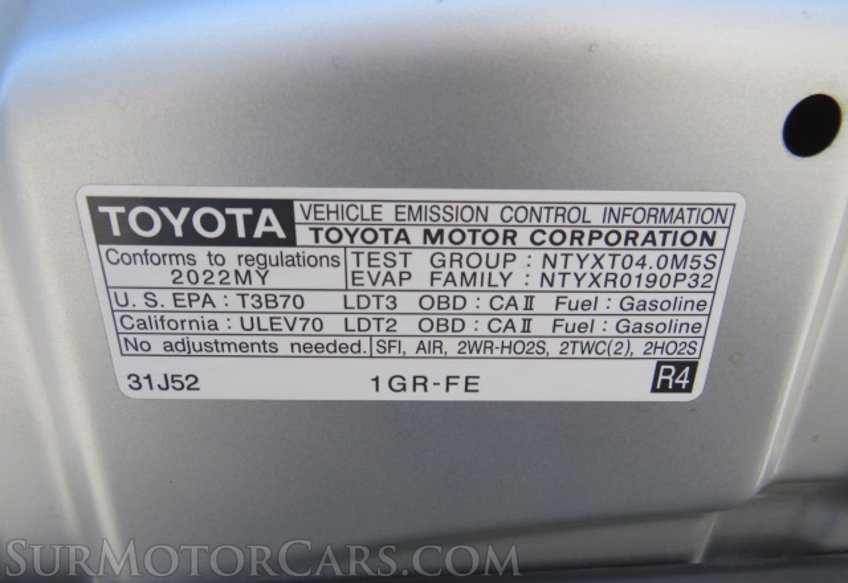 TOYOTA VEHICLE EMISSION CONTROL INFORMATION
TOYOTA MOTOR CORPORATION
Conforms to regulations
2022MY
TEST GROUP : NTYXT04.0M5S
EVAP FAMILY : NTYXR0190P32
U. S. EPA : T3B70 LDT3 OBD : CAⅡ Fuel : Gasoline
California : ULEV70 LDT2 OBD : CAⅡ Fuel : Gasoline
No adjustments needed. SFI, AIR, 2WR-HO2S, 2TWC(2), 2HO2S
31J52 1GR-FE R4
SURMOTORCARS.COM